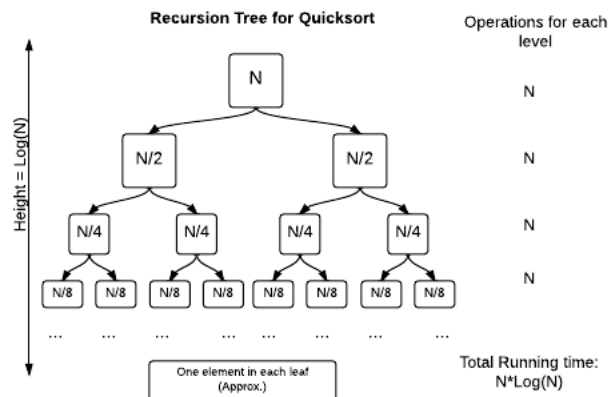 Recursion Tree for Quicksort
Operations for each
level
Height = Log(N)
N
N
N/2
N/2
N
N/4
N/4
N/4
N/4
N
N/8
N/8
N/8
N/8
N/8
N/8
N/8
N/8
N
... ... ... ... ... ... ... ...
One element in each leaf
(Approx.)
Total Running time:
N*Log(N)